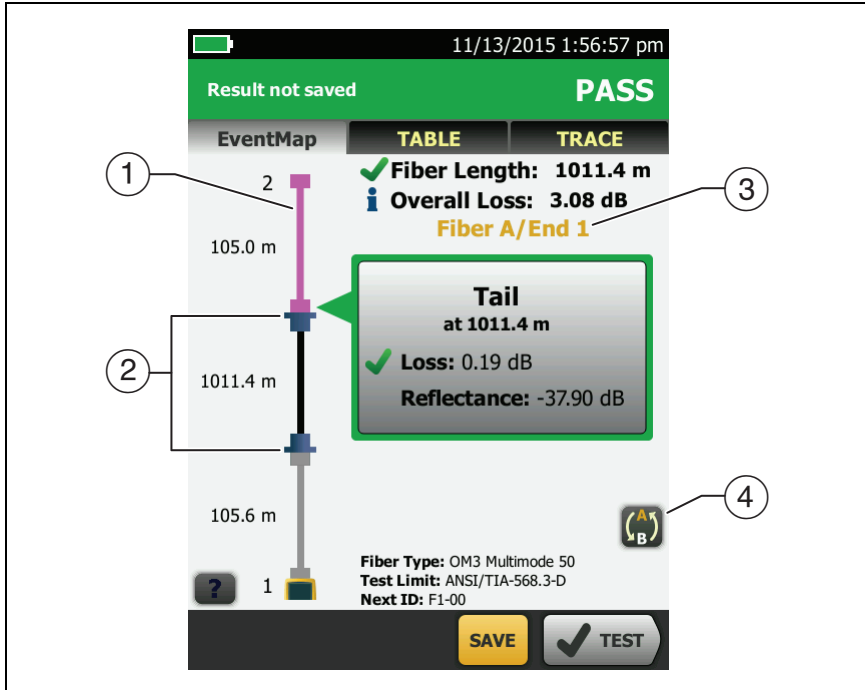 11/13/2015 1:56:57 pm
Result not saved PASS
EventMap TABLE TRACE
1
2
Fiber Length: 1011.4 m
i Overall Loss: 3.08 dB
3
Fiber A/End 1
105.0 m
Tail
at 1011.4 m
Loss: 0.19 dB
Reflectance: -37.90 dB
2
1011.4 m
105.6 m
A
B
4
Fiber Type: OM3 Multimode 50
Test Limit: ANSI/TIA-568.3-D
Next ID: F1-00
? 1
SAVE TEST